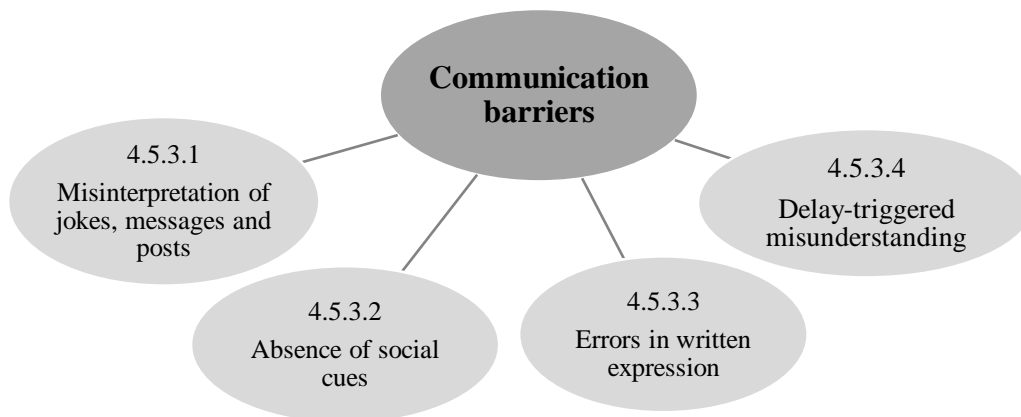 Communication
barriers
4.5.3.1
Misinterpretation of
jokes, messages and
posts
4.5.3.2
Absence of social
cues
4.5.3.3
Errors in written
expression
4.5.3.4
Delay-triggered
misunderstanding